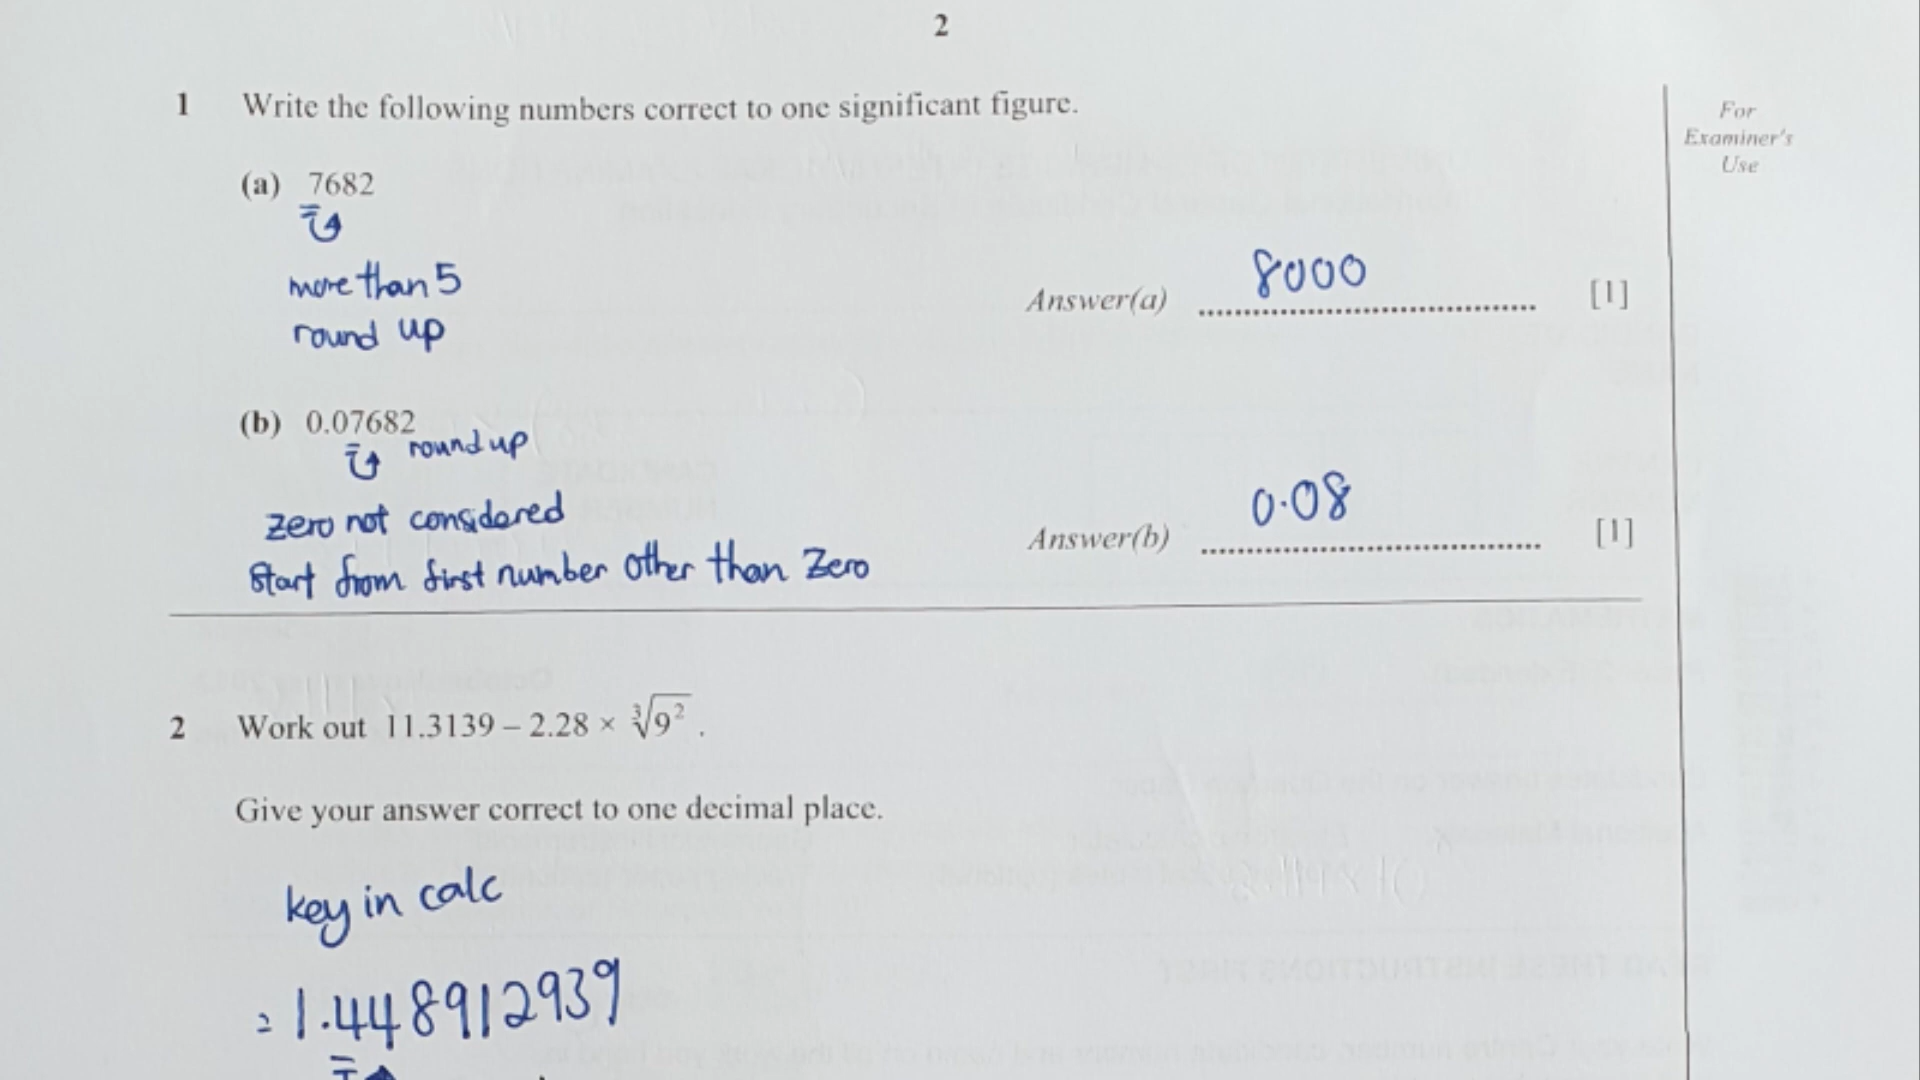 2
1 Write the following numbers correct to one significant figure.
For
Examiner's
Use
(a) 7682
more than 5
round up
Answer(a) ........................................ [1]
8000
(b) 0.07682
round up
zero not considered
Start from first number other than Zero
Answer(b) ........................................ [1]
0.08
2 Work out 11.3139 – 2.28 × ∛9² .
Give your answer correct to one decimal place.
key in calc
= 1.448912939